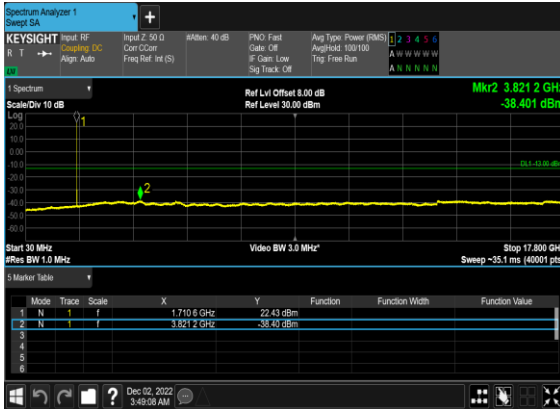 Spectrum Analyzer 1
Swept SA
+
KEYSIGHT Input: RF Input Z: 50 Ω #Atten: 40 dB PNO: Fast Avg Type: Power (RMS) 1 2 3 4 5 6
R T Coupling: DC Corr CCorr Gate: Off Avg|Hold: 100/100 A W W W W W
Align: Auto Freq Ref: Int (S) IF Gain: Low Trig: Free Run
Sig Track: Off A N N N N N
1 Spectrum
Ref Lvl Offset 8.00 dB Mkr2 3.821 2 GHz
Scale/Div 10 dB Ref Level 30.00 dBm -38.401 dBm
Log
1
20.0
10.0
0.00
-10.0
DL1 -13.00 dBm
-20.0
-30.0
2
-40.0
-50.0
-60.0
Start 30 MHz Video BW 3.0 MHz* Stop 17.800 GH
#Res BW 1.0 MHz Sweep ~35.1 ms (40001 pts
5 Marker Table
Mode Trace Scale X Y Function Function Width Function Value
1 N 1 f 1.710 6 GHz 22.43 dBm
2 N 1 f 3.821 2 GHz -38.40 dBm
3
4
5
6
? Dec 02, 2022
3:49:08 AM